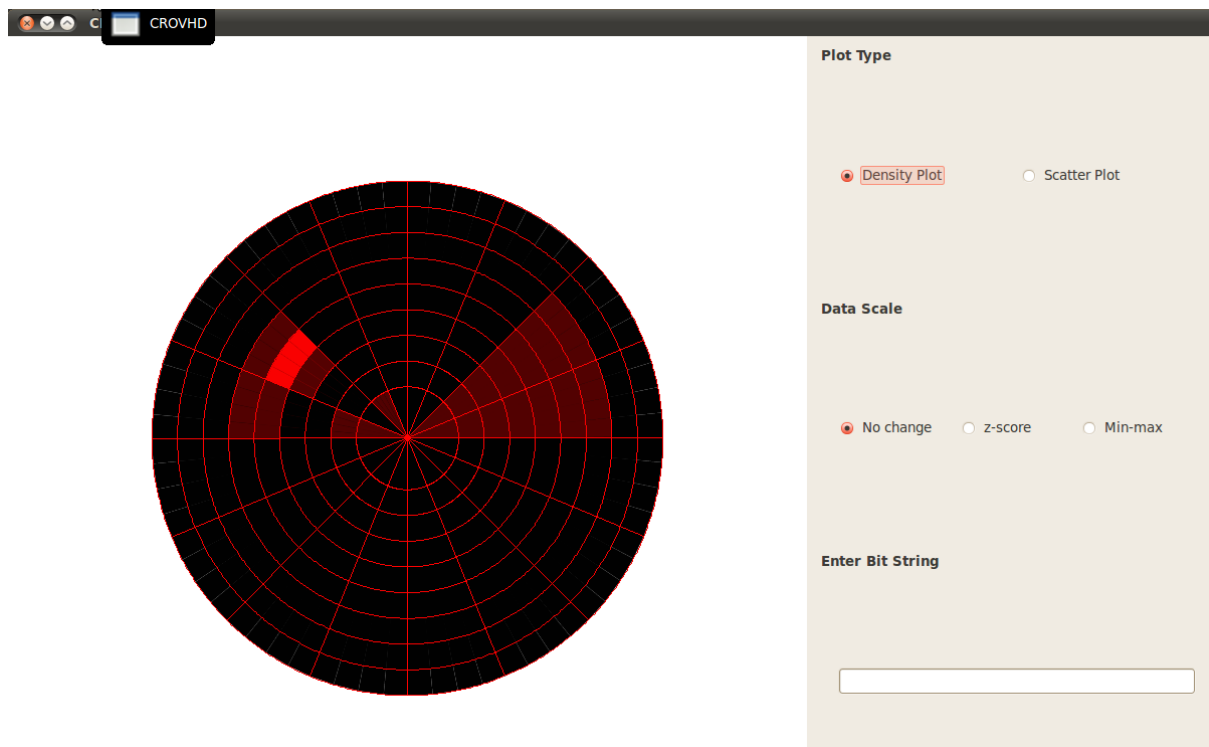 CROVHD
Plot Type
Density Plot
Scatter Plot
Data Scale
No change
z-score
Min-max
Enter Bit String